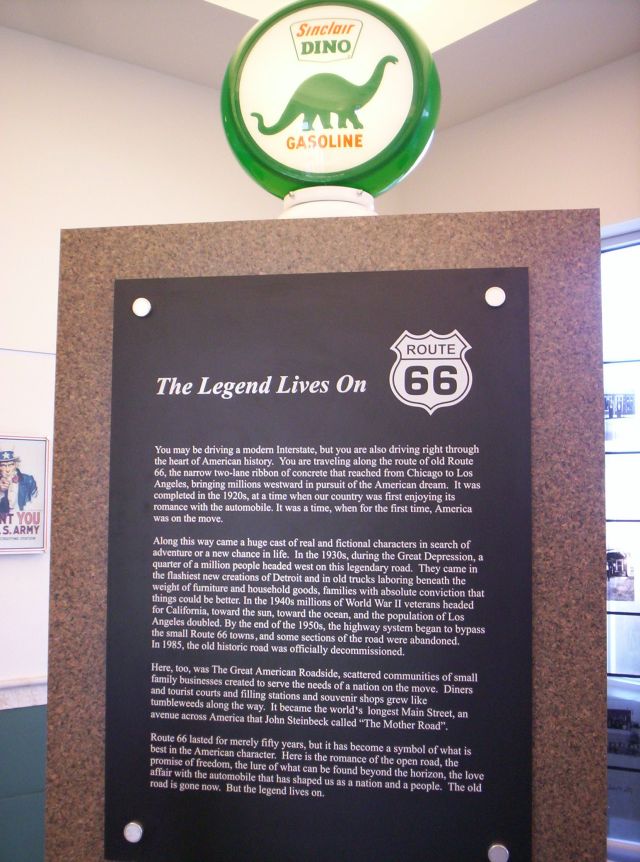 Sinclair
DINO
GASOLINE
ROUTE
66
The Legend Lives On
You may be driving a modern Interstate, but you are also driving right through
the heart of American history. You are traveling along the route of old Route
66, the narrow two-lane ribbon of concrete that reached from Chicago to Los
Angeles, bringing millions westward in pursuit of the American dream. It was
completed in the 1920s, at a time when our country was first enjoying its
romance with the automobile. It was a time, when for the first time, America
was on the move.
Along this way came a huge cast of real and fictional characters in search of
adventure or a new chance in life. In the 1930s, during the Great Depression, a
quarter of a million people headed west on this legendary road. They came in
the flashiest new creations of Detroit and in old trucks laboring beneath the
weight of furniture and household goods, families with absolute conviction that
things could be better. In the 1940s millions of World War II veterans headed
for California, toward the sun, toward the ocean, and the population of Los
Angeles doubled. By the end of the 1950s, the highway system began to bypass
the small Route 66 towns, and some sections of the road were abandoned.
In 1985, the old historic road was officially decommissioned.
Here, too, was The Great American Roadside, scattered communities of small
family businesses created to serve the needs of a nation on the move. Diners
and tourist courts and filling stations and souvenir shops grew like
tumbleweeds along the way. It became the world's longest Main Street, an
avenue across America that John Steinbeck called "The Mother Road".
Route 66 lasted for merely fifty years, but it has become a symbol of what is
best in the American character. Here is the romance of the open road, the
promise of freedom, the lure of what can be found beyond the horizon, the love
affair with the automobile that has shaped us as a nation and a people. The old
road is gone now. But the legend lives on.
NT YOU
.S. ARMY